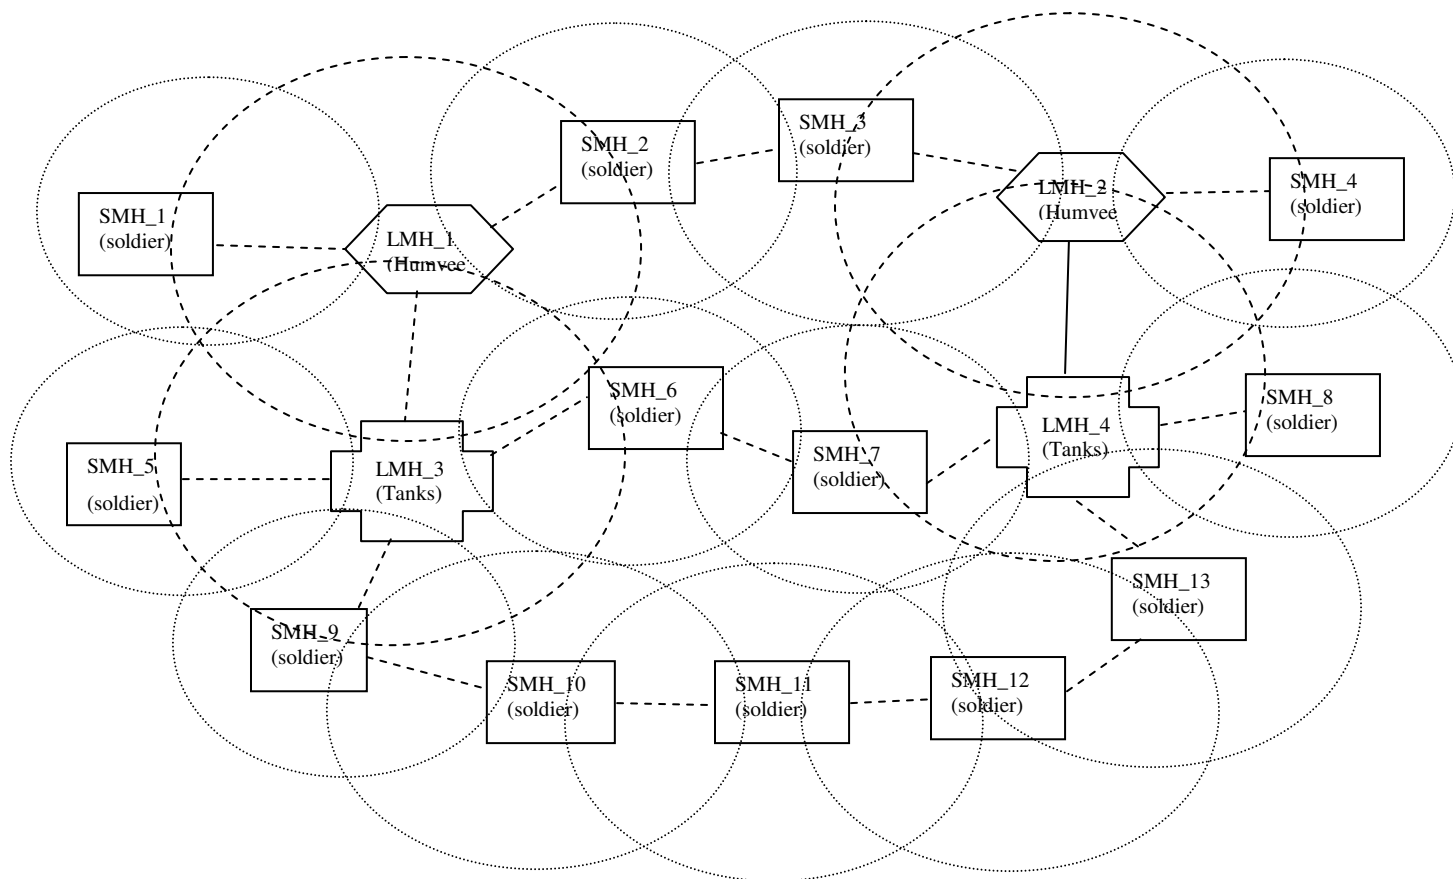 SMH_3
(soldier)
SMH_2
(soldier)
SMH_4
(soldier)
LMH_2
(Humvee
SMH_1
(soldier)
LMH_1
(Humvee
SMH_6
(soldier)
SMH_8
(soldier)
LMH_4
(Tanks)
SMH_7
(soldier)
SMH_5
(soldier)
LMH_3
(Tanks)
SMH_13
(soldier)
SMH_9
(soldier)
SMH_10
(soldier)
SMH_11
(soldier)
SMH_12
(soldier)